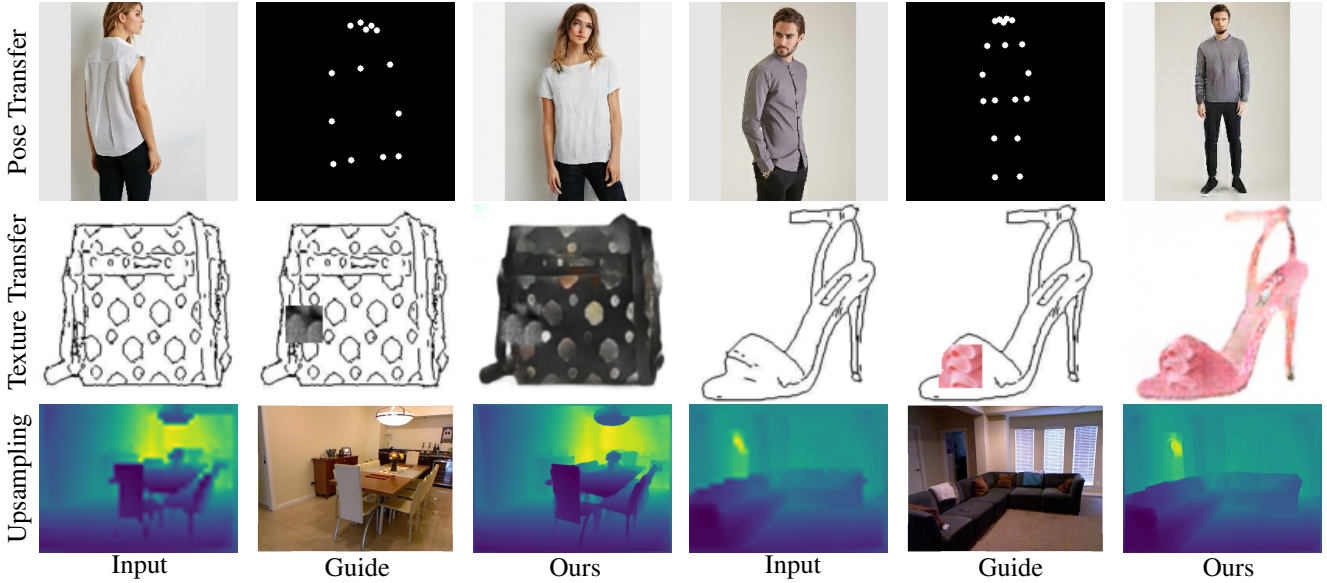 Pose Transfer
Texture Transfer
Upsampling
Input Guide Ours Input Guide Ours